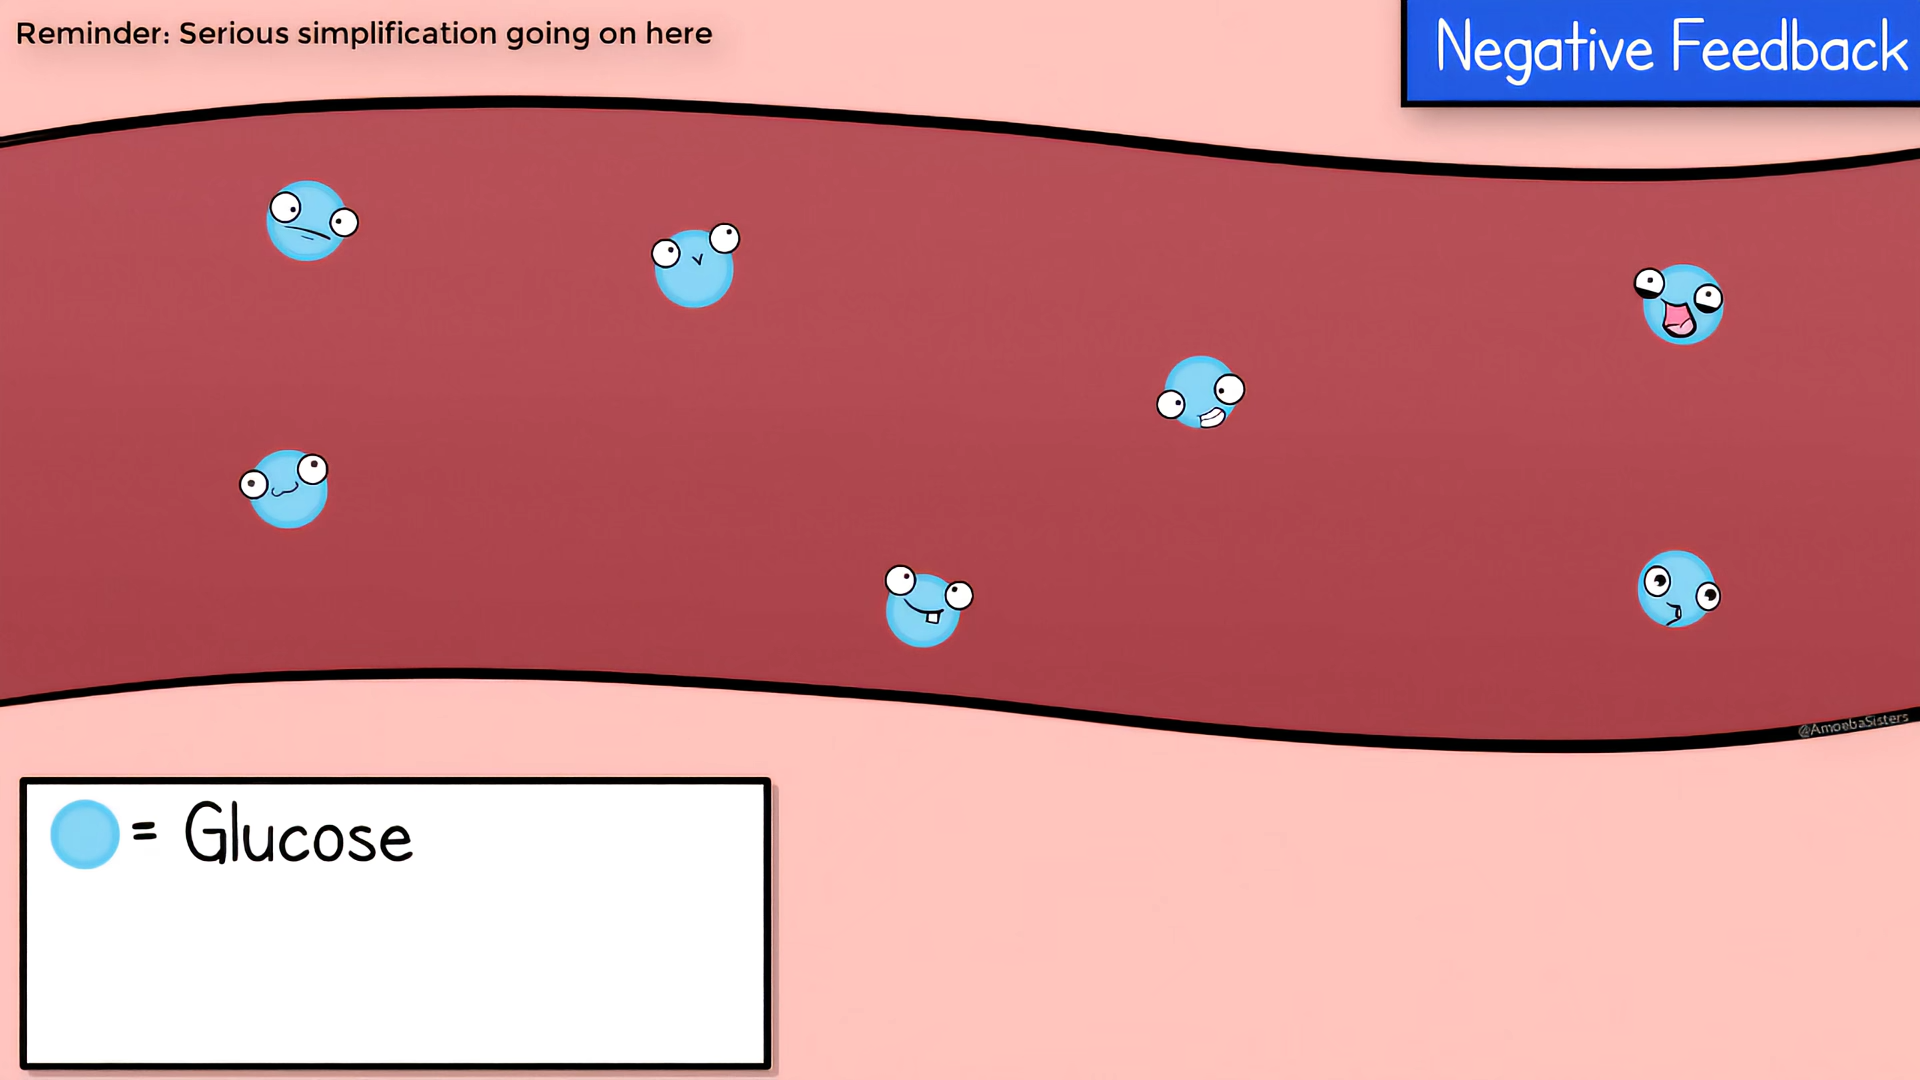 Reminder: Serious simplification going on here
Negative Feedback
@AmoebaSisters
= Glucose